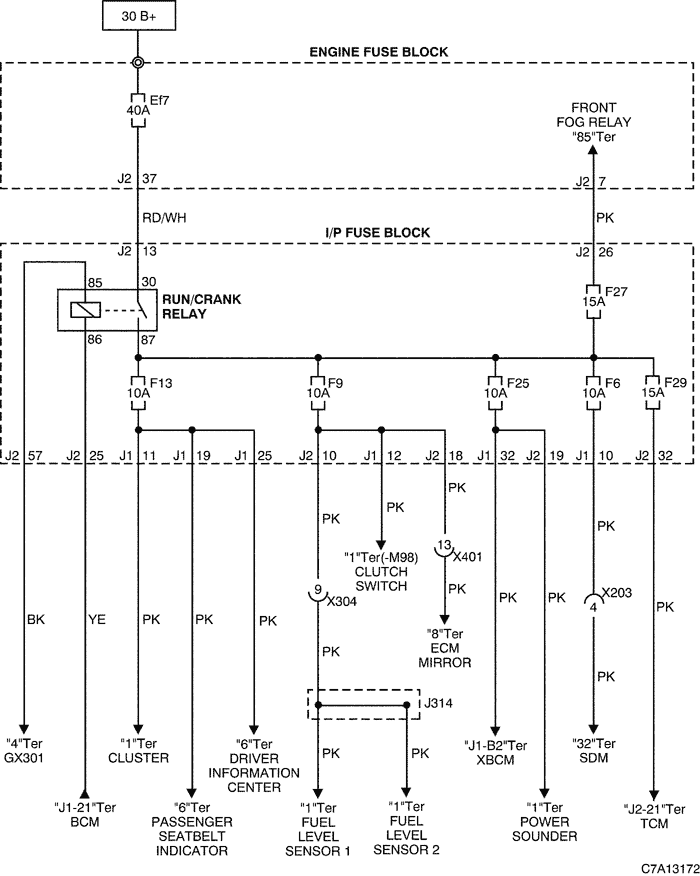 30 B+
ENGINE FUSE BLOCK
Ef7
40A
FRONT
FOG RELAY
"85"Ter
J2 37
J2 7
RD/WH
PK
I/P FUSE BLOCK
J2 13
J2 26
85
30
RUN/CRANK
RELAY
86
87
F27
15A
F13
10A
F9
10A
F25
10A
F6
10A
F29
15A
J2 57
J2 25
J1 11
J1 19
J1 25
J2 10
J1 12
J2 18
J1 32
J2 19
J1 10
J2 32
PK
PK
PK
PK
"1"Ter(-M98)
CLUTCH
SWITCH
13
X401
9
X304
PK
X203
4
BK
YE
PK
PK
PK
PK
PK
PK
PK
"8"Ter
ECM
MIRROR
PK
J314
"4"Ter
GX301
"1"Ter
CLUSTER
"6"Ter
DRIVER
INFORMATION
CENTER
PK
PK
"J1-B2"Ter
XBCM
"32"Ter
SDM
"J1-21"Ter
BCM
"6"Ter
PASSENGER
SEATBELT
INDICATOR
"1"Ter
FUEL
LEVEL
SENSOR 1
"1"Ter
FUEL
LEVEL
SENSOR 2
"1"Ter
POWER
SOUNDER
"J2-21"Ter
TCM
C7A13172